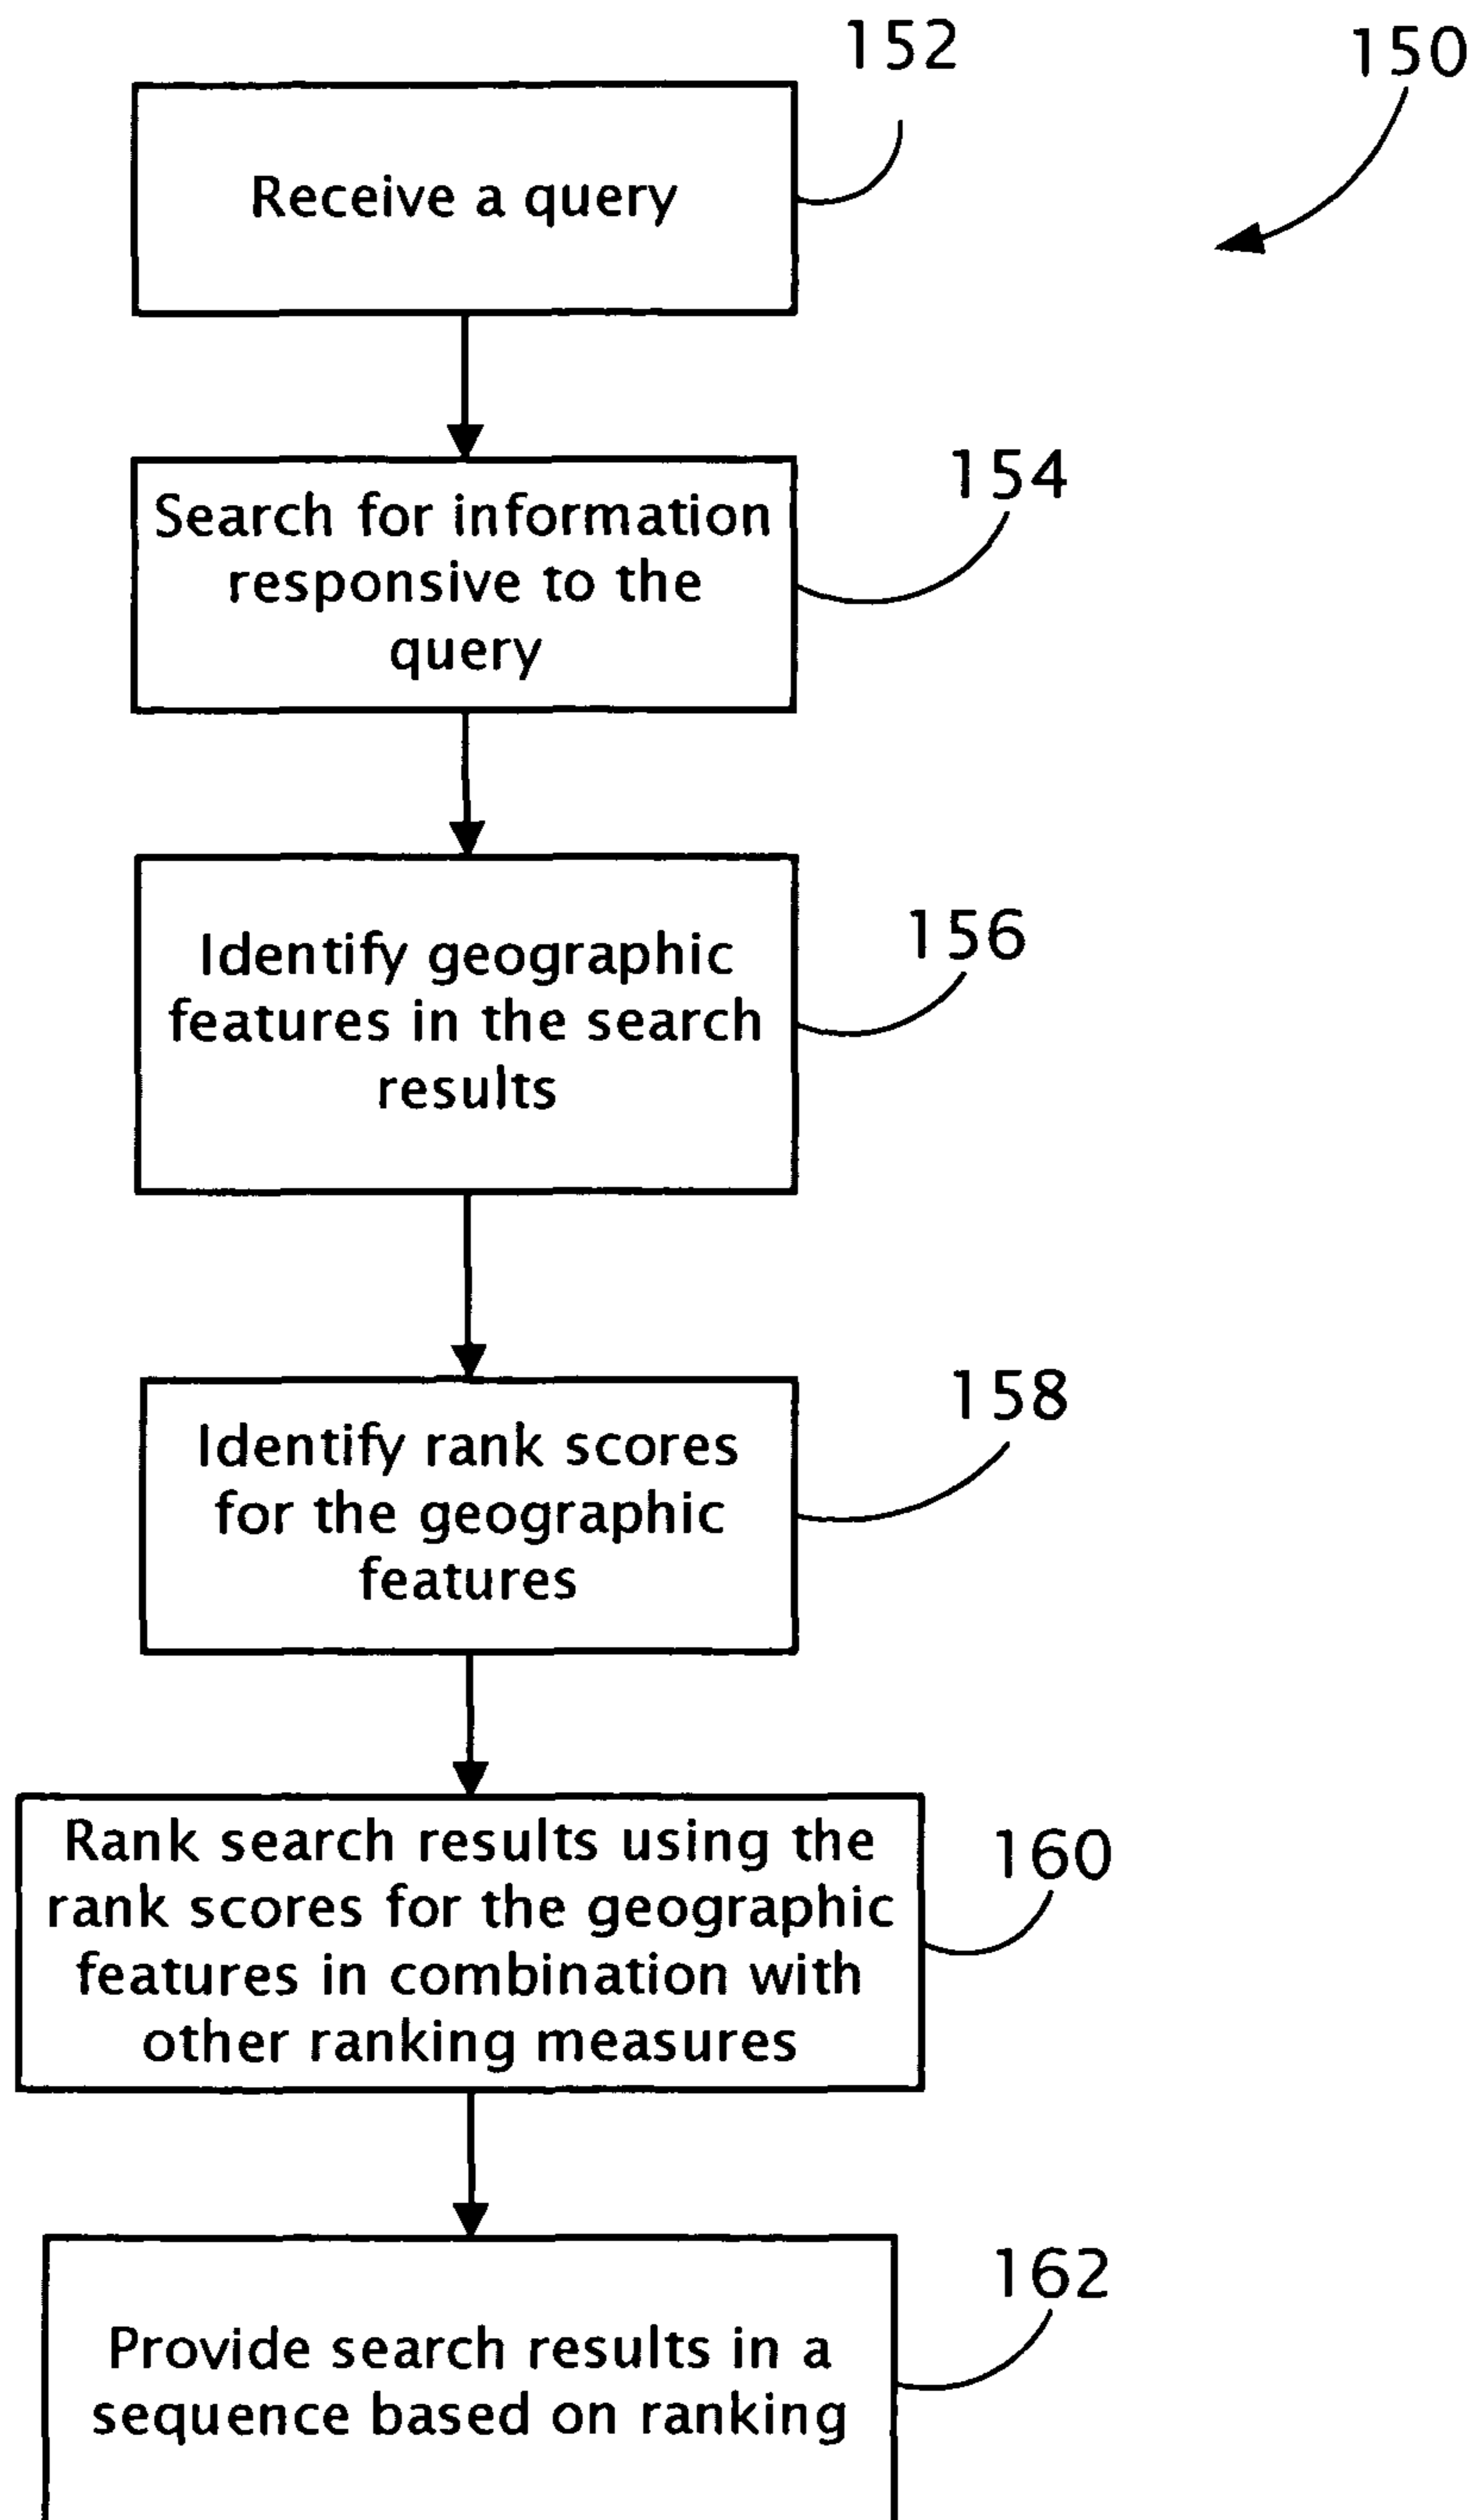 152
150
Receive a query
154
Search for information
responsive to the
query
156
Identify geographic
features in the search
results
158
Identify rank scores
for the geographic
features
160
Rank search results using the
rank scores for the geographic
features in combination with
other ranking measures
162
Provide search results in a
sequence based on ranking